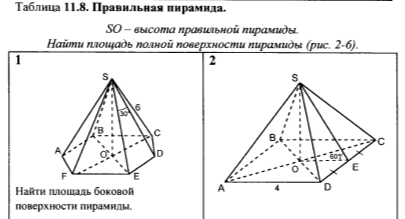 Таблица 11.8. Правильная пирамида.
SO – высота правильной пирамиды.
Найти площадь полной поверхности пирамиды (рис. 2-6).
1
2
S
S
30°
6
B
C
A
O
D
F
E
B
C
O
60°
E
A
4
D
Найти площадь боковой
поверхности пирамиды.